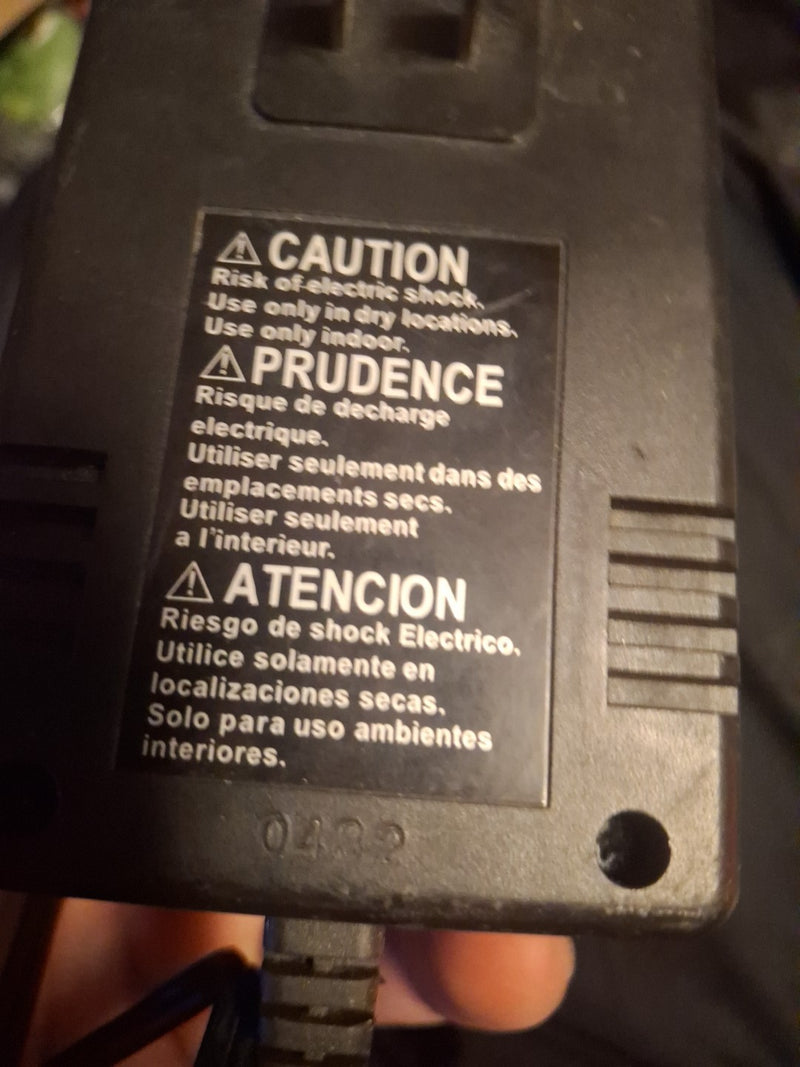 CAUTION
Risk of electric shock.
Use only in dry locations.
Use only indoor.
PRUDENCE
Risque de decharge
electrique.
Utiliser seulement dans des
emplacements secs.
Utiliser seulement
a l'interieur.
ATENCION
Riesgo de shock Electrico.
Utilice solamente en
localizaciones secas.
Solo para uso ambientes
interiores.
0432